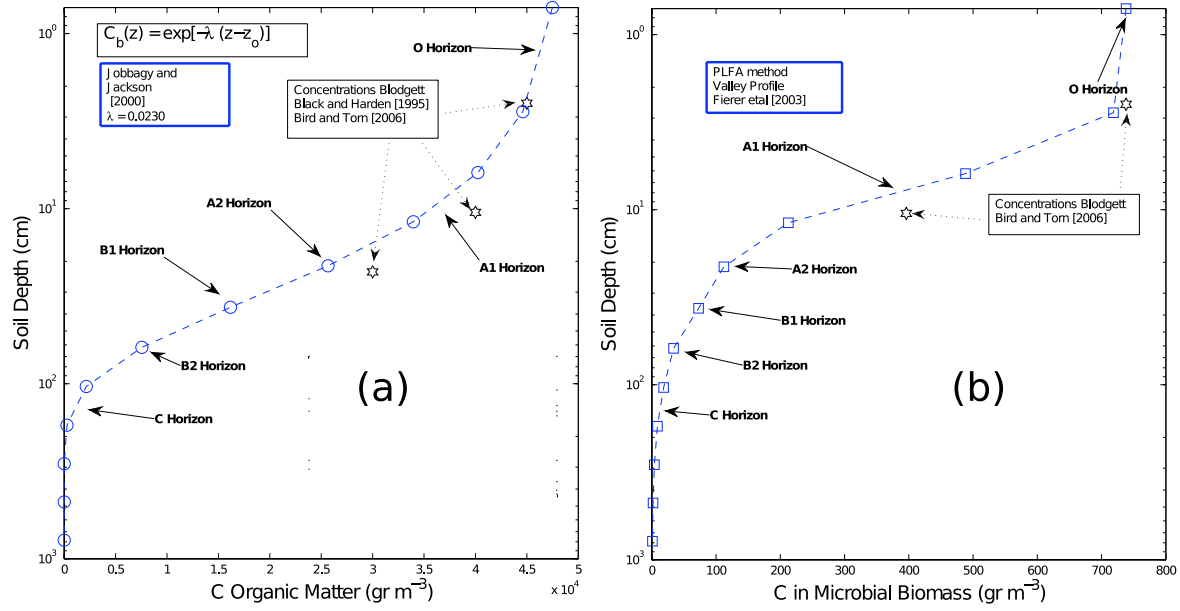 C_b(z) = exp[-λ (z-z_o)]
Jobbagy and
Jackson
[2000]
λ = 0.0230
O Horizon
Concentrations Blodgett
Black and Harden [1995]
Bird and Torn [2006]
A2 Horizon
B1 Horizon
A1 Horizon
B2 Horizon
C Horizon
(a)
10^0
10^1
10^2
10^3
Soil Depth (cm)
0
0.5
1
1.5
2
2.5
3
3.5
4
4.5
5
x 10^4
C Organic Matter (gr m^−3)
PLFA method
Valley Profile
Fierer etal [2003]
O Horizon
A1 Horizon
Concentrations Blodgett
Bird and Torn [2006]
A2 Horizon
B1 Horizon
B2 Horizon
C Horizon
(b)
10^0
10^1
10^2
10^3
Soil Depth (cm)
0
100
200
300
400
500
600
700
800
C in Microbial Biomass (gr m^−3)